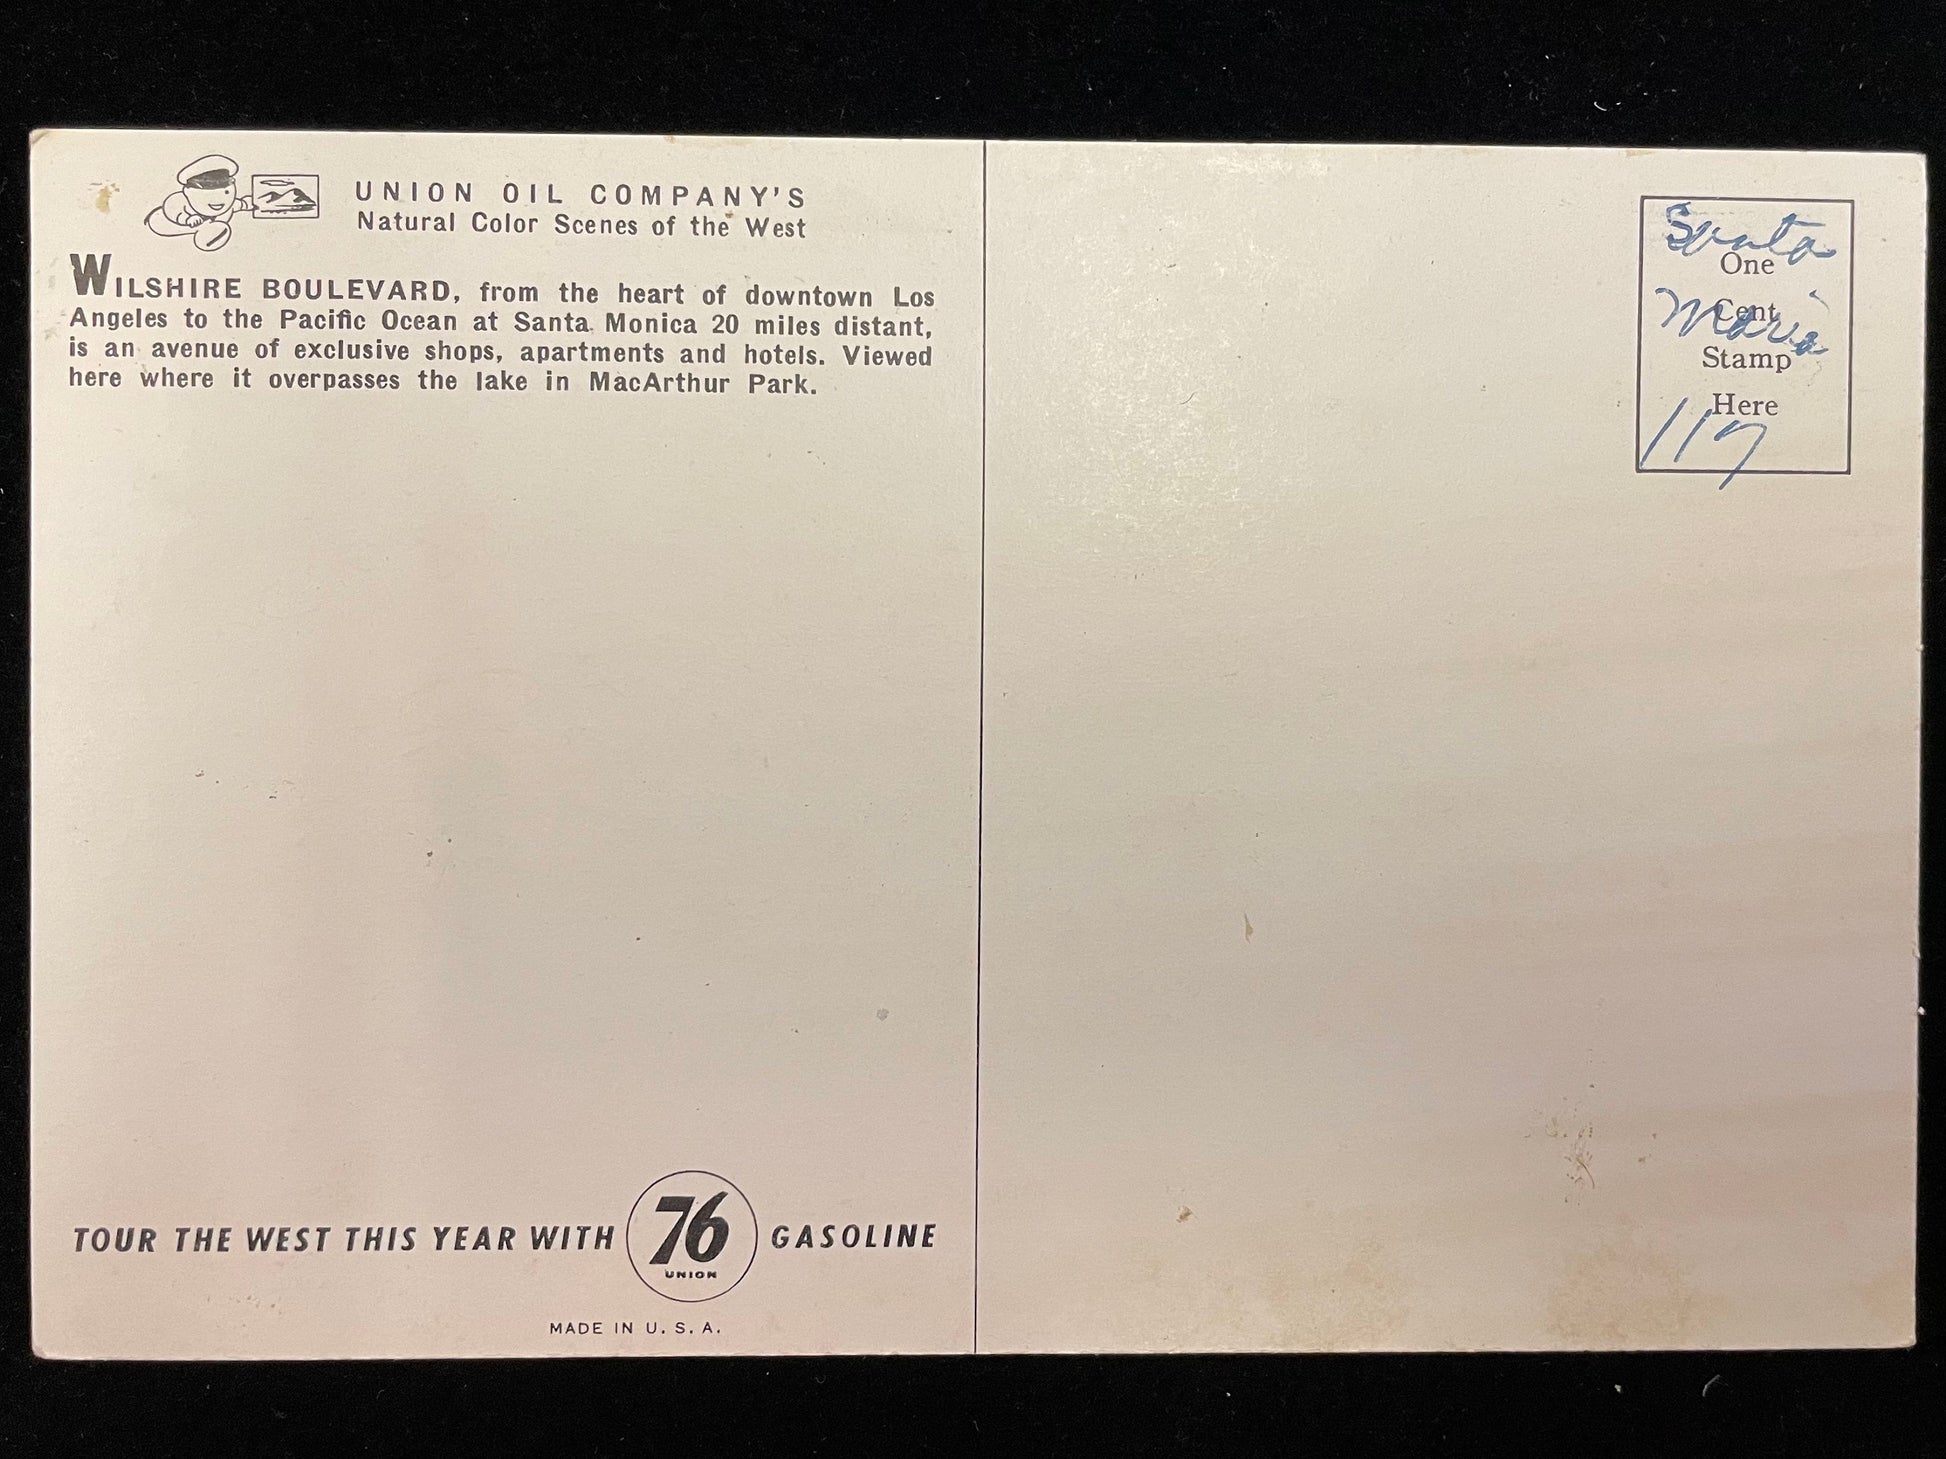 UNION OIL COMPANY'S
Natural Color Scenes of the West
WILSHIRE BOULEVARD, from the heart of downtown Los
Angeles to the Pacific Ocean at Santa Monica 20 miles distant,
is an avenue of exclusive shops, apartments and hotels. Viewed
here where it overpasses the lake in MacArthur Park.
TOUR THE WEST THIS YEAR WITH 76 GASOLINE
UNION
MADE IN U. S. A.
Santa
One
Maria
Cent
Stamp
Here
117